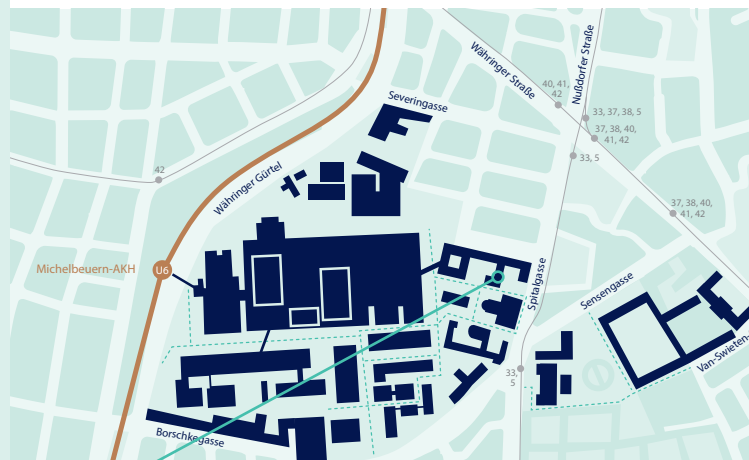 Währinger Straße
Nußdorfer Straße
40, 41,
42
Severingasse
33, 37, 38, 5
37, 38, 40,
41, 42
33, 5
42
Währinger Gürtel
37, 38, 40,
41, 42
Michelbeuern-AKH
U6
Spitalgasse
Sensengasse
Van-Swieten-
33,
5
Borschkegasse